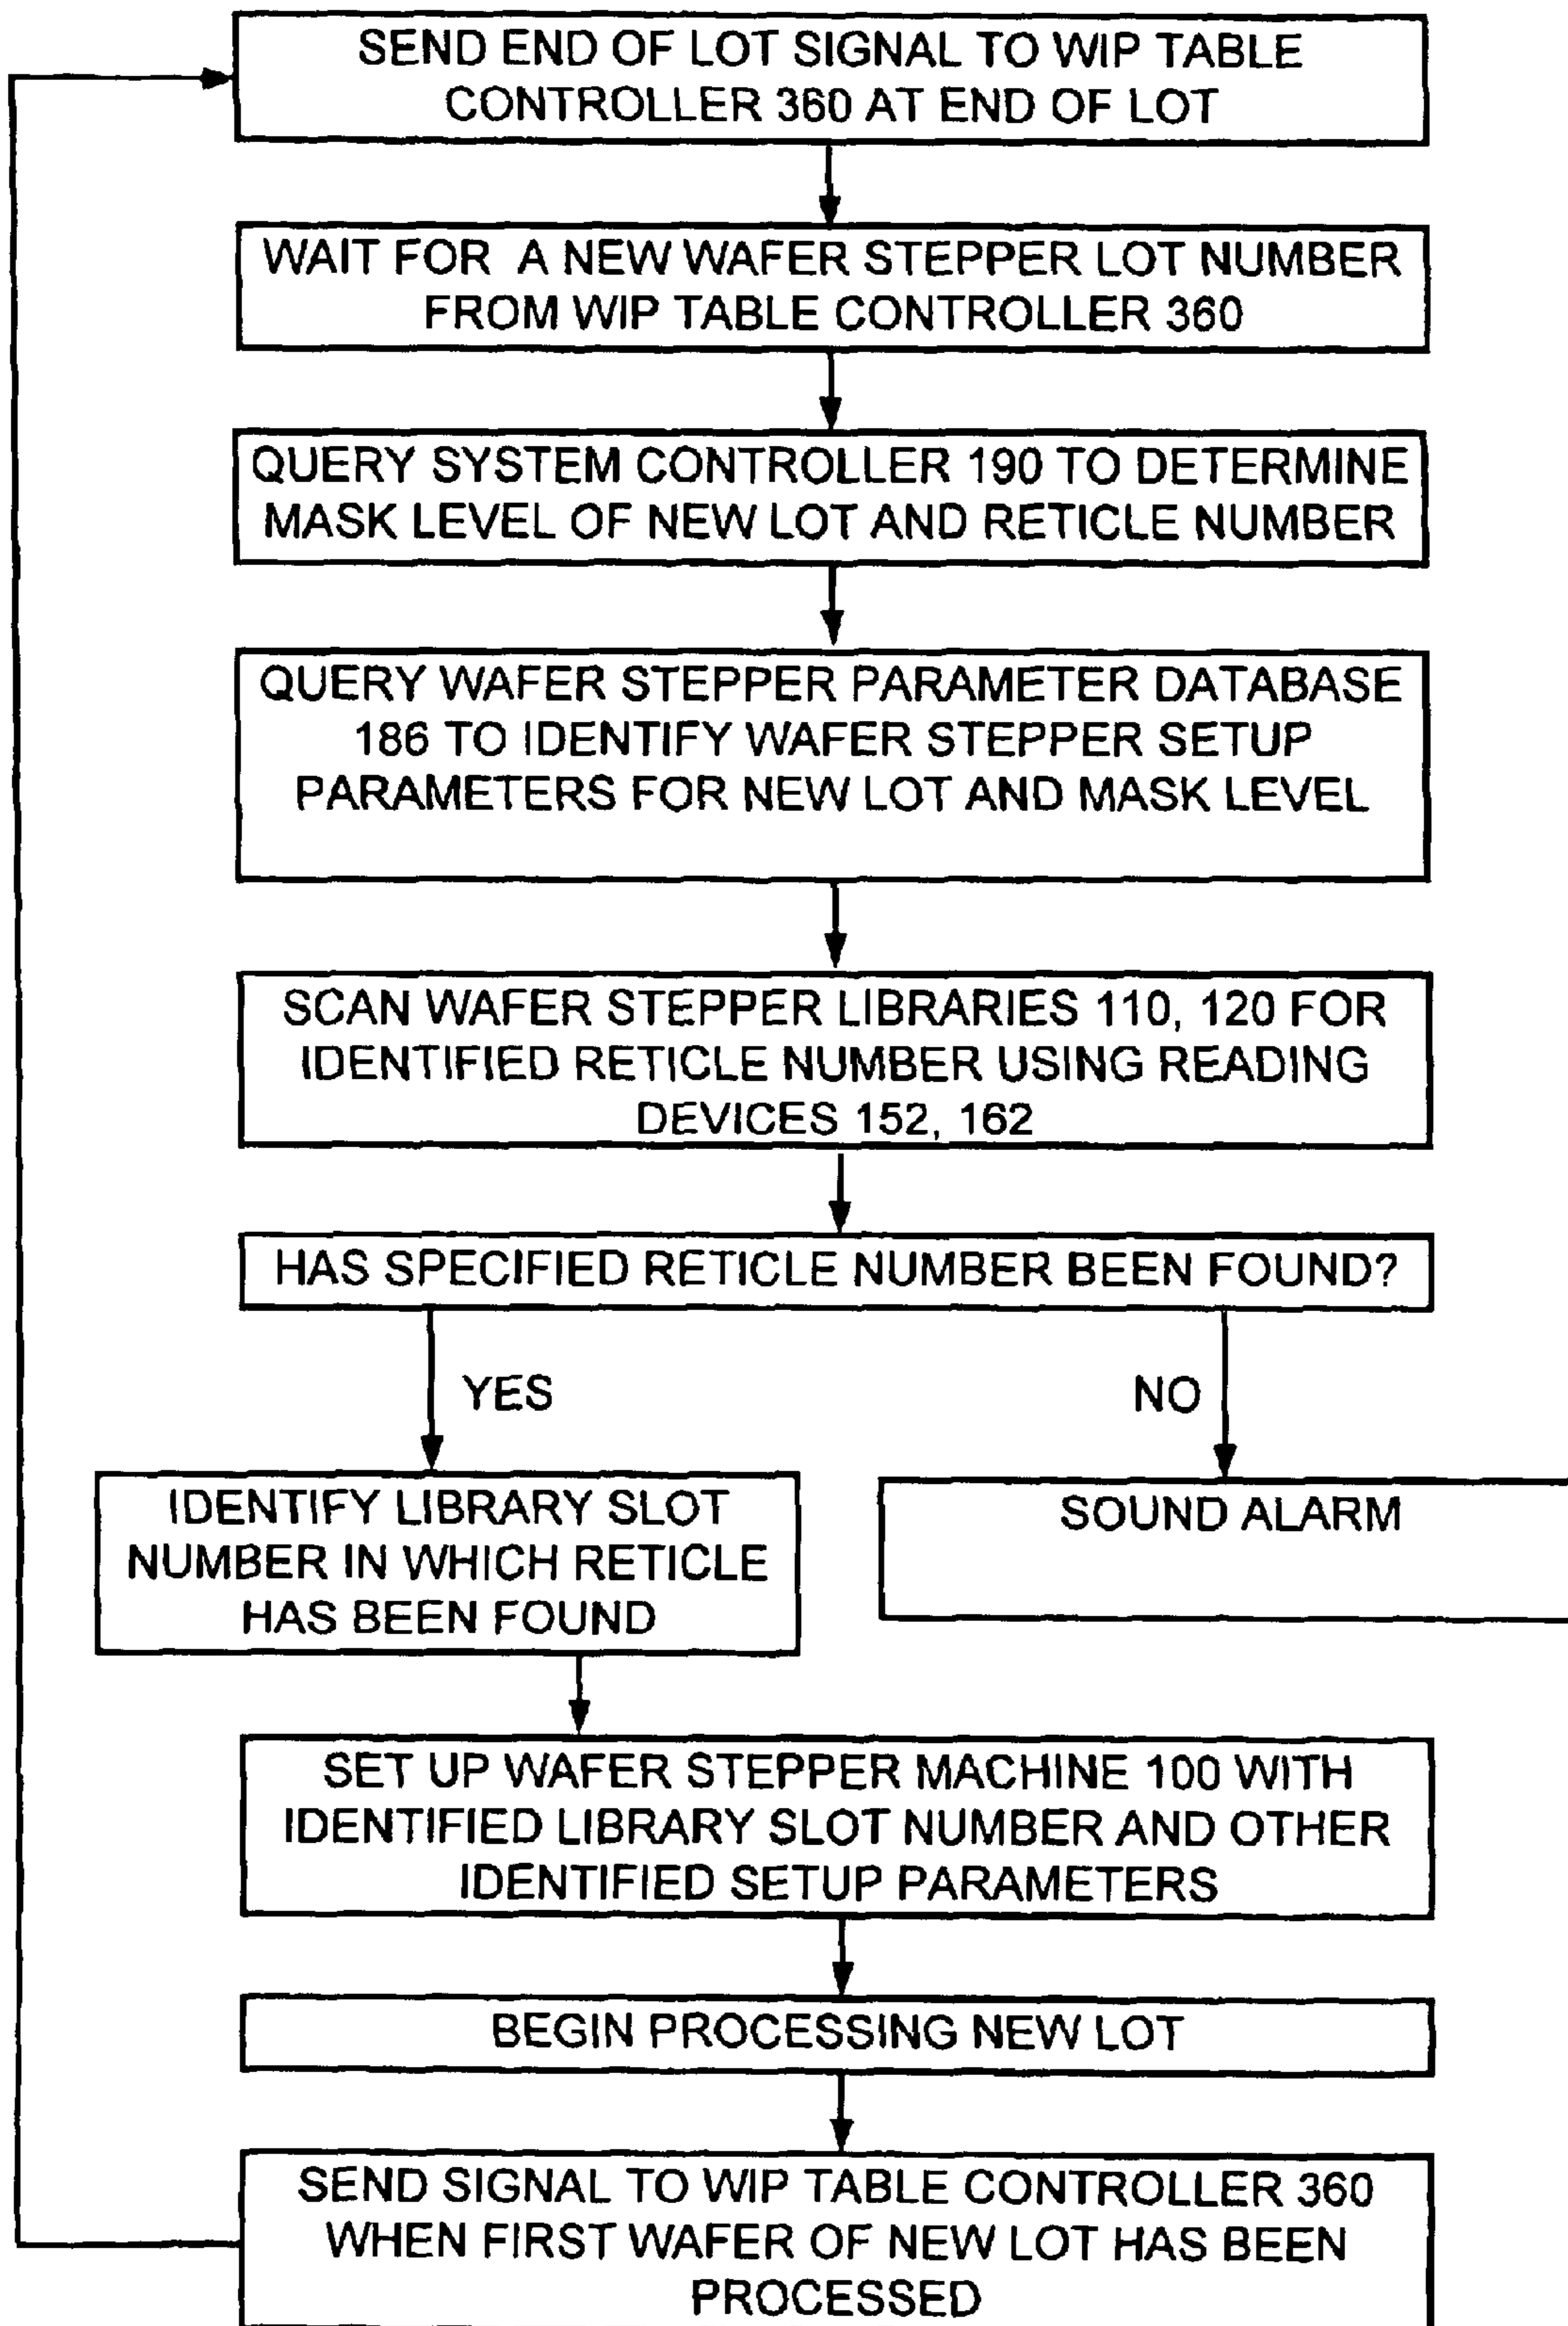 SEND END OF LOT SIGNAL TO WIP TABLE
CONTROLLER 360 AT END OF LOT
WAIT FOR A NEW WAFER STEPPER LOT NUMBER
FROM WIP TABLE CONTROLLER 360
QUERY SYSTEM CONTROLLER 190 TO DETERMINE
MASK LEVEL OF NEW LOT AND RETICLE NUMBER
QUERY WAFER STEPPER PARAMETER DATABASE
186 TO IDENTIFY WAFER STEPPER SETUP
PARAMETERS FOR NEW LOT AND MASK LEVEL
SCAN WAFER STEPPER LIBRARIES 110, 120 FOR
IDENTIFIED RETICLE NUMBER USING READING
DEVICES 152, 162
HAS SPECIFIED RETICLE NUMBER BEEN FOUND?
YES
NO
IDENTIFY LIBRARY SLOT
NUMBER IN WHICH RETICLE
HAS BEEN FOUND
SOUND ALARM
SET UP WAFER STEPPER MACHINE 100 WITH
IDENTIFIED LIBRARY SLOT NUMBER AND OTHER
IDENTIFIED SETUP PARAMETERS
BEGIN PROCESSING NEW LOT
SEND SIGNAL TO WIP TABLE CONTROLLER 360
WHEN FIRST WAFER OF NEW LOT HAS BEEN
PROCESSED